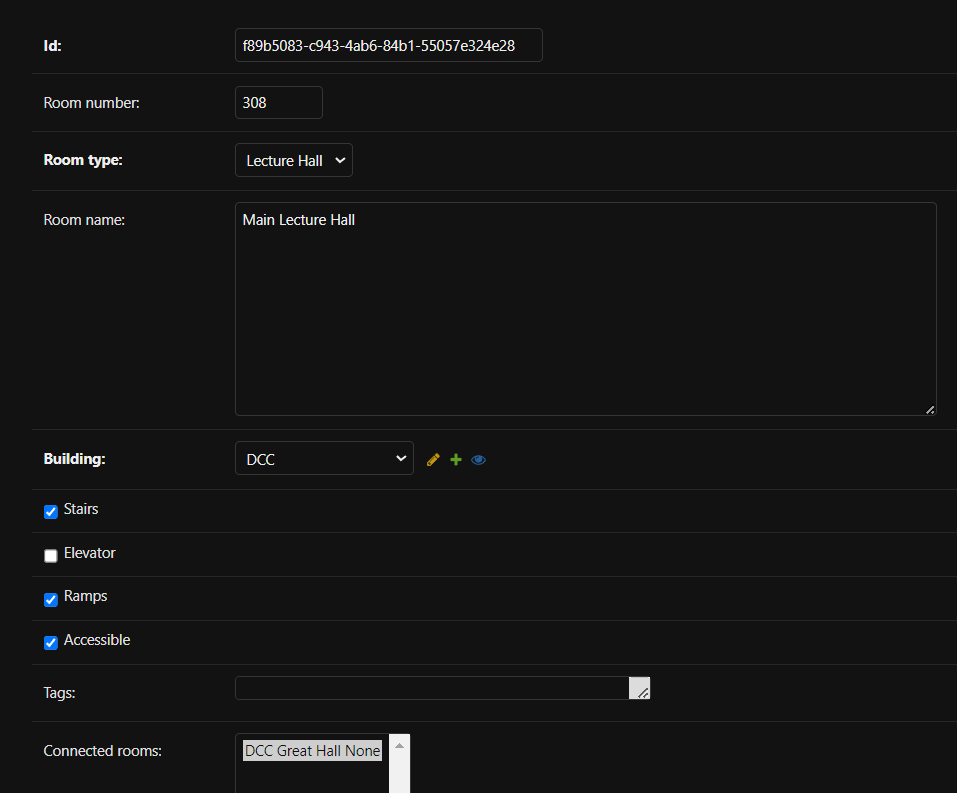 Id: f89b5083-c943-4ab6-84b1-55057e324e28
Room number: 308
Room type: Lecture Hall
Room name: Main Lecture Hall
Building: DCC
Stairs
Elevator
Ramps
Accessible
Tags:
Connected rooms: DCC Great Hall None